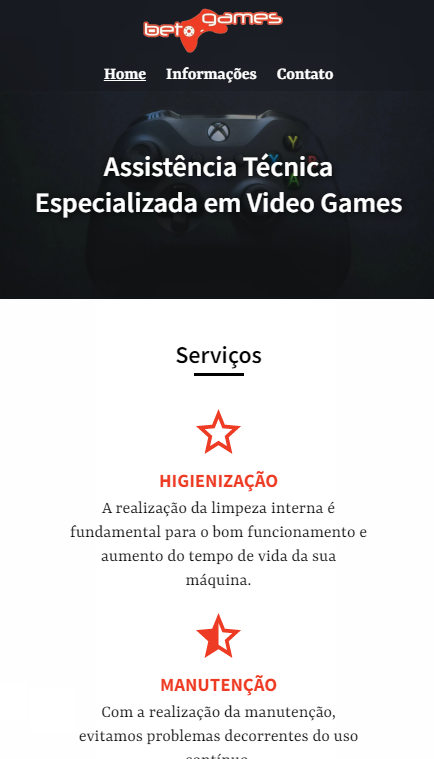 beto games
Home Informações Contato
Assistência Técnica
Especializada em Video Games
Serviços
HIGIENIZAÇÃO
A realização da limpeza interna é
fundamental para o bom funcionamento e
aumento do tempo de vida da sua
máquina.
MANUTENÇÃO
Com a realização da manutenção,
evitamos problemas decorrentes do uso
contínuo